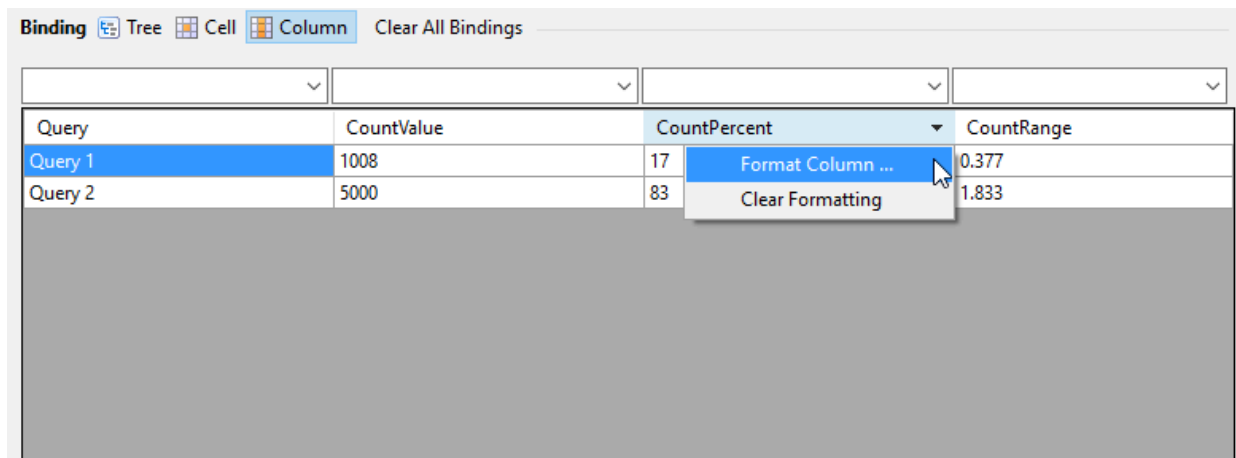 Binding Tree Cell Column Clear All Bindings
Query CountValue CountPercent CountRange
Query 1 1008 17 Format Column ... 0.377
Query 2 5000 83 Clear Formatting 1.833